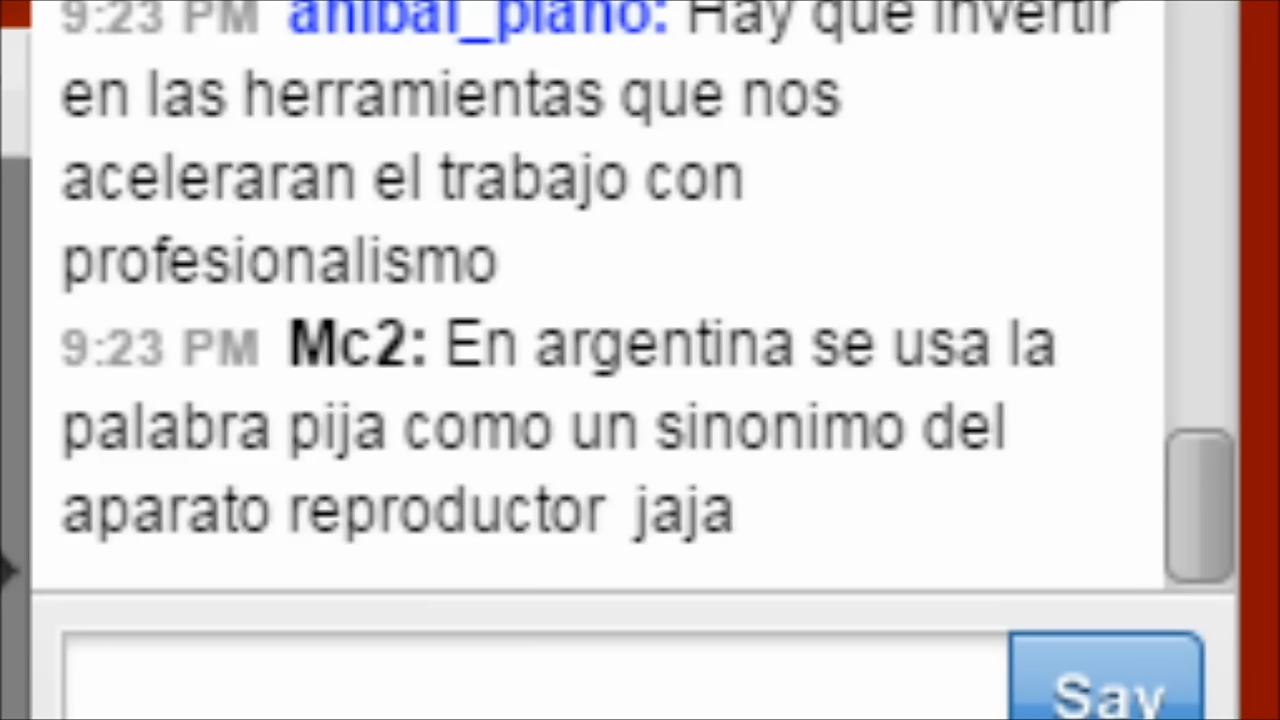 9:23 PM anibal_piano: Hay que invertir
en las herramientas que nos
aceleraran el trabajo con
profesionalismo
9:23 PM Mc2: En argentina se usa la
palabra pija como un sinonimo del
aparato reproductor jaja
Say